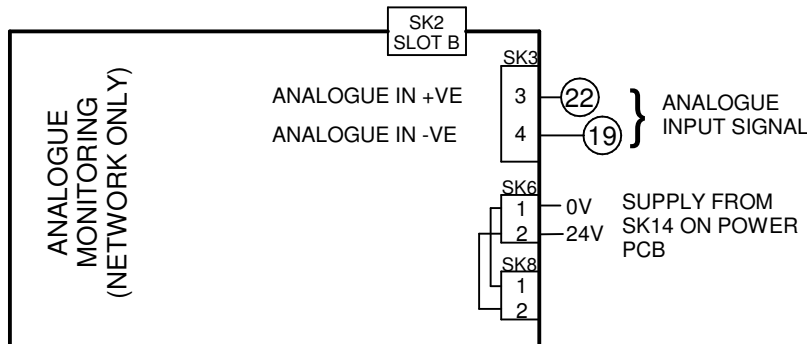 SK2
SLOT B
SK3
ANALOGUE IN +VE
3
22
ANALOGUE IN -VE
4
19
}
ANALOGUE
INPUT SIGNAL
ANALOGUE
MONITORING
(NETWORK ONLY)
SK6
1
0V
2
24V
SUPPLY FROM
SK14 ON POWER
PCB
SK8
1
2